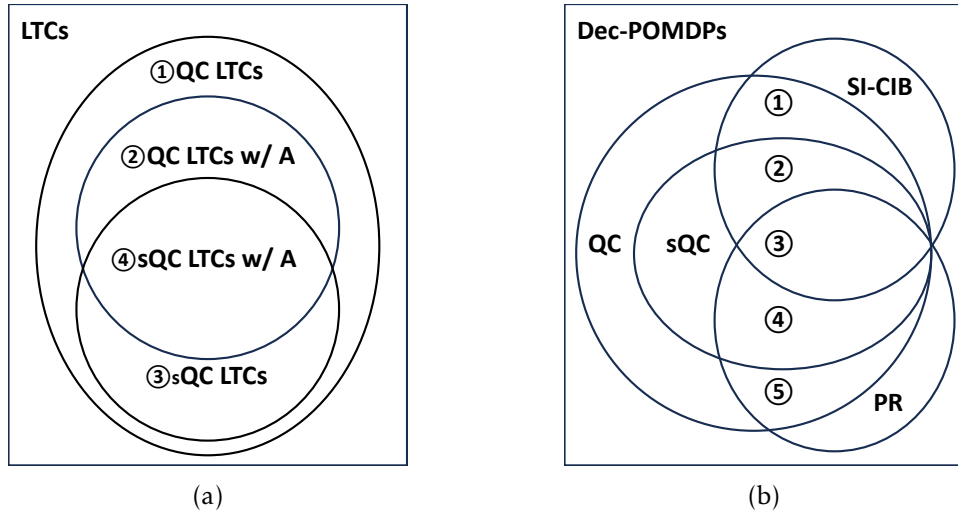 LTCs
①QC LTCs
②QC LTCs w/ A
④sQC LTCs w/ A
③sQC LTCs
(a)
Dec-POMDPs
SI-CIB
①
②
QC
sQC
③
④
⑤
PR
(b)